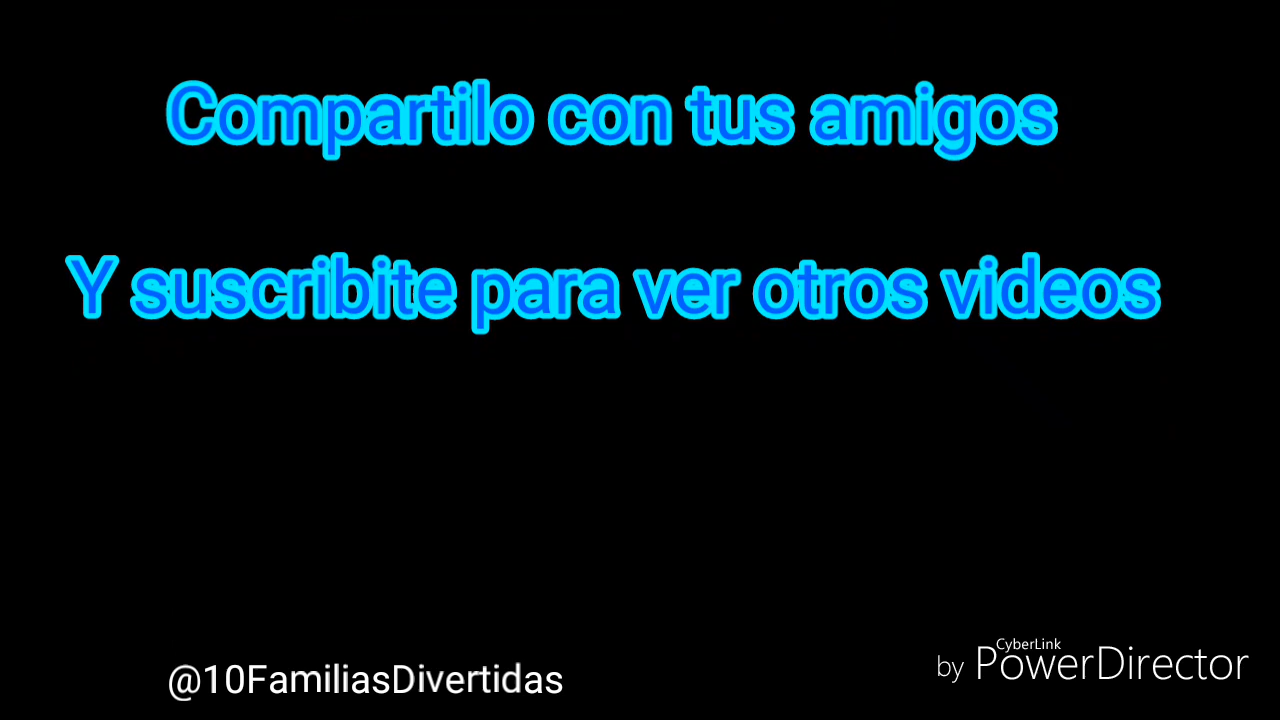 Compartilo con tus amigos
Y suscribite para ver otros videos
@10FamiliasDivertidas
CyberLink
by PowerDirector